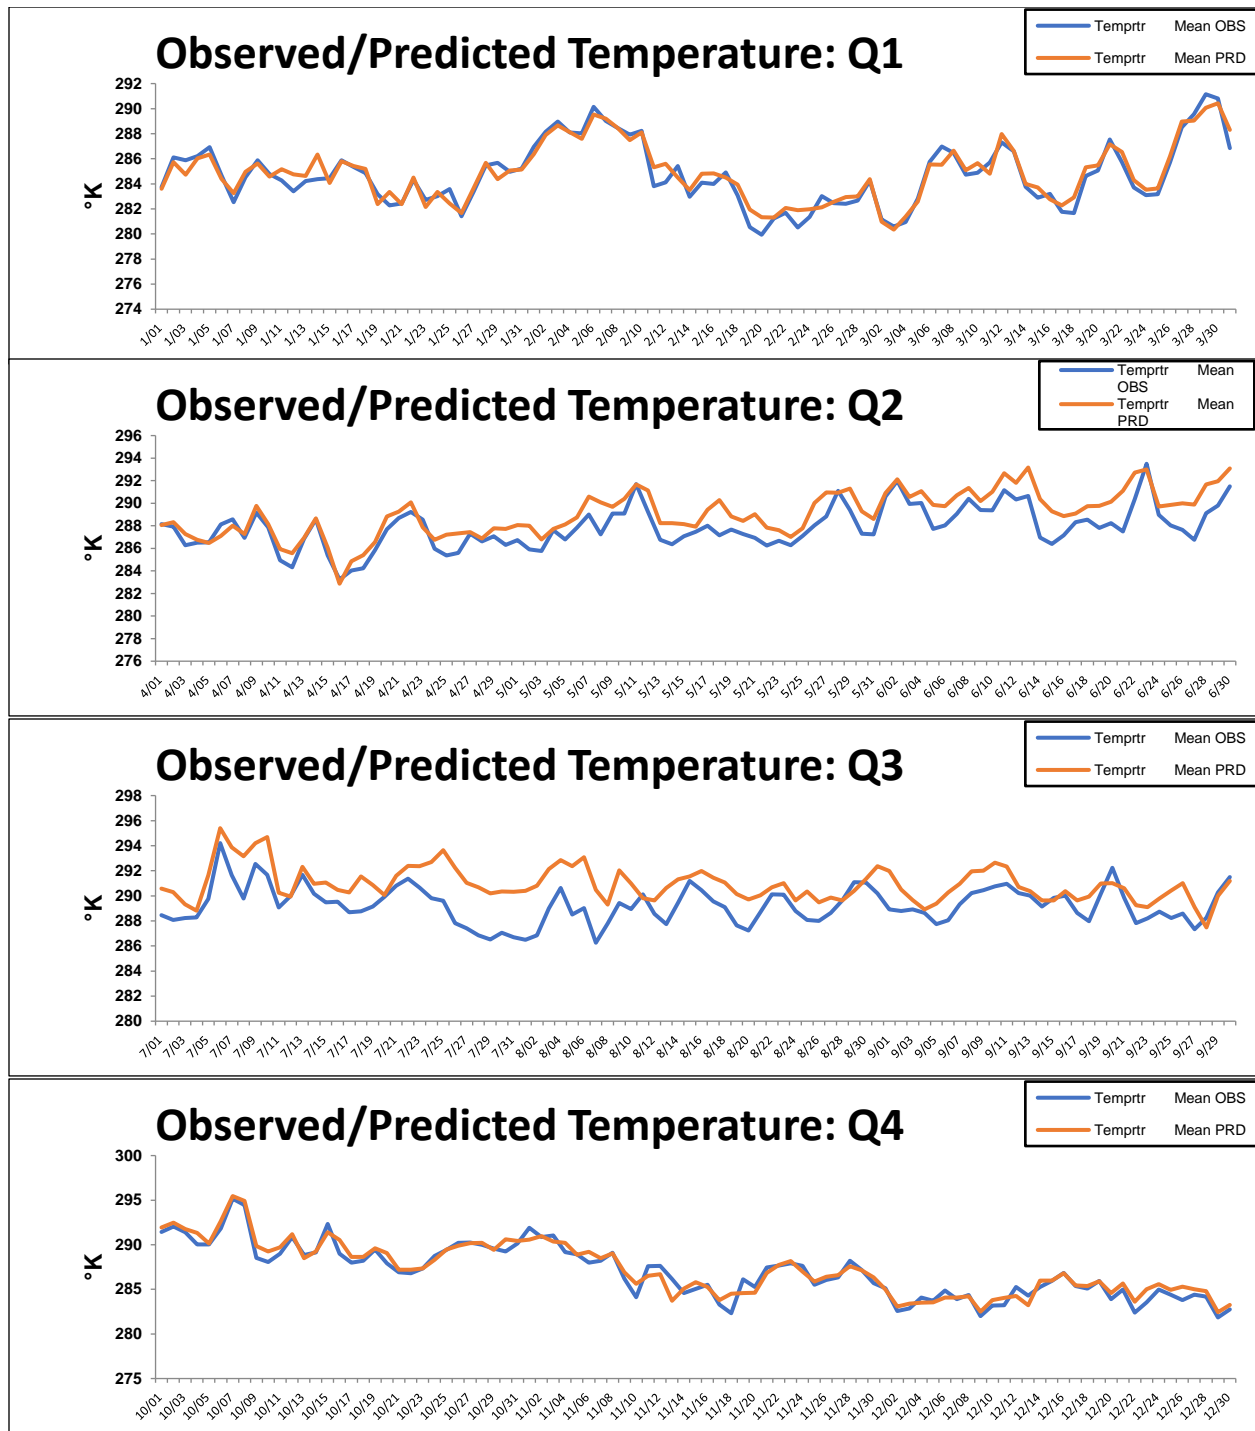 Observed/Predicted Temperature: Q1
Temprtr Mean OBS
Temprtr Mean PRD
°K
292
290
288
286
284
282
280
278
276
274
1/01 1/03 1/05 1/07 1/09 1/11 1/13 1/15 1/17 1/19 1/21 1/23 1/25 1/27 1/29 1/31 2/02 2/04 2/06 2/08 2/10 2/12 2/14 2/16 2/18 2/20 2/22 2/24 2/26 2/28 3/02 3/04 3/06 3/08 3/10 3/12 3/14 3/16 3/18 3/20 3/22 3/24 3/26 3/28 3/30
Observed/Predicted Temperature: Q2
Temprtr Mean
OBS
Temprtr Mean
PRD
°K
296
294
292
290
288
286
284
282
280
278
276
4/01 4/03 4/05 4/07 4/09 4/11 4/13 4/15 4/17 4/19 4/21 4/23 4/25 4/27 4/29 5/01 5/03 5/05 5/07 5/09 5/11 5/13 5/15 5/17 5/19 5/21 5/23 5/25 5/27 5/29 5/31 6/02 6/04 6/06 6/08 6/10 6/12 6/14 6/16 6/18 6/20 6/22 6/24 6/26 6/28 6/30
Observed/Predicted Temperature: Q3
Temprtr Mean OBS
Temprtr Mean PRD
298
296
294
292
290
288
286
284
282
280
7/01 7/03 7/05 7/07 7/09 7/11 7/13 7/15 7/17 7/19 7/21 7/23 7/25 7/27 7/29 7/31 8/02 8/04 8/06 8/08 8/10 8/12 8/14 8/16 8/18 8/20 8/22 8/24 8/26 8/28 8/30 9/01 9/03 9/05 9/07 9/09 9/11 9/13 9/15 9/17 9/19 9/21 9/23 9/25 9/27 9/29
Observed/Predicted Temperature: Q4
Temprtr Mean OBS
Temprtr Mean PRD
°K
300
295
290
285
280
275
10/01 10/03 10/05 10/07 10/09 10/11 10/13 10/15 10/17 10/19 10/21 10/23 10/25 10/27 10/29 10/31 11/02 11/04 11/06 11/08 11/10 11/12 11/14 11/16 11/18 11/20 11/22 11/24 11/26 11/28 11/30 12/02 12/04 12/06 12/08 12/10 12/12 12/14 12/16 12/18 12/20 12/22 12/24 12/26 12/28 12/30